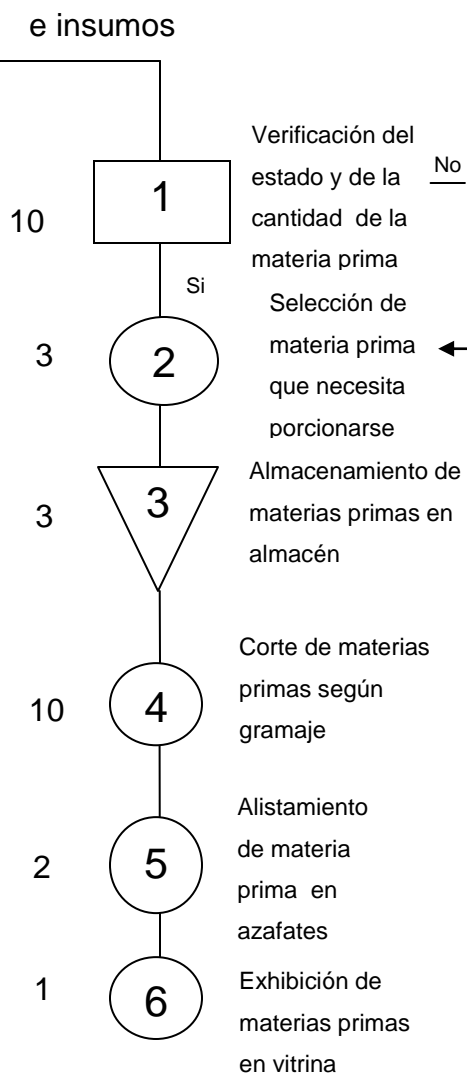 e insumos
10
1
Verificación del
estado y de la
cantidad de la
materia prima
No
Si
3
2
Selección de
materia prima
que necesita
porcionarse
3
3
Almacenamiento de
materias primas en
almacén
10
4
Corte de materias
primas según
gramaje
2
5
Alistamiento
de materia
prima en
azafates
1
6
Exhibición de
materias primas
en vitrina